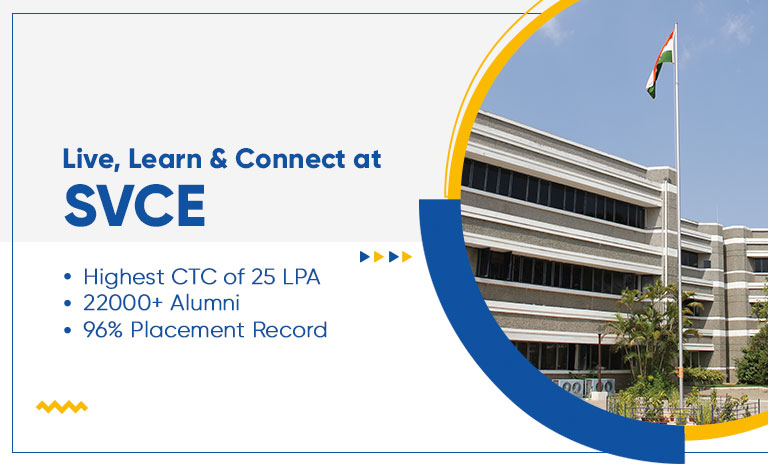 Live, Learn & Connect at
SVCE
• Highest CTC of 25 LPA
• 22000+ Alumni
• 96% Placement Record